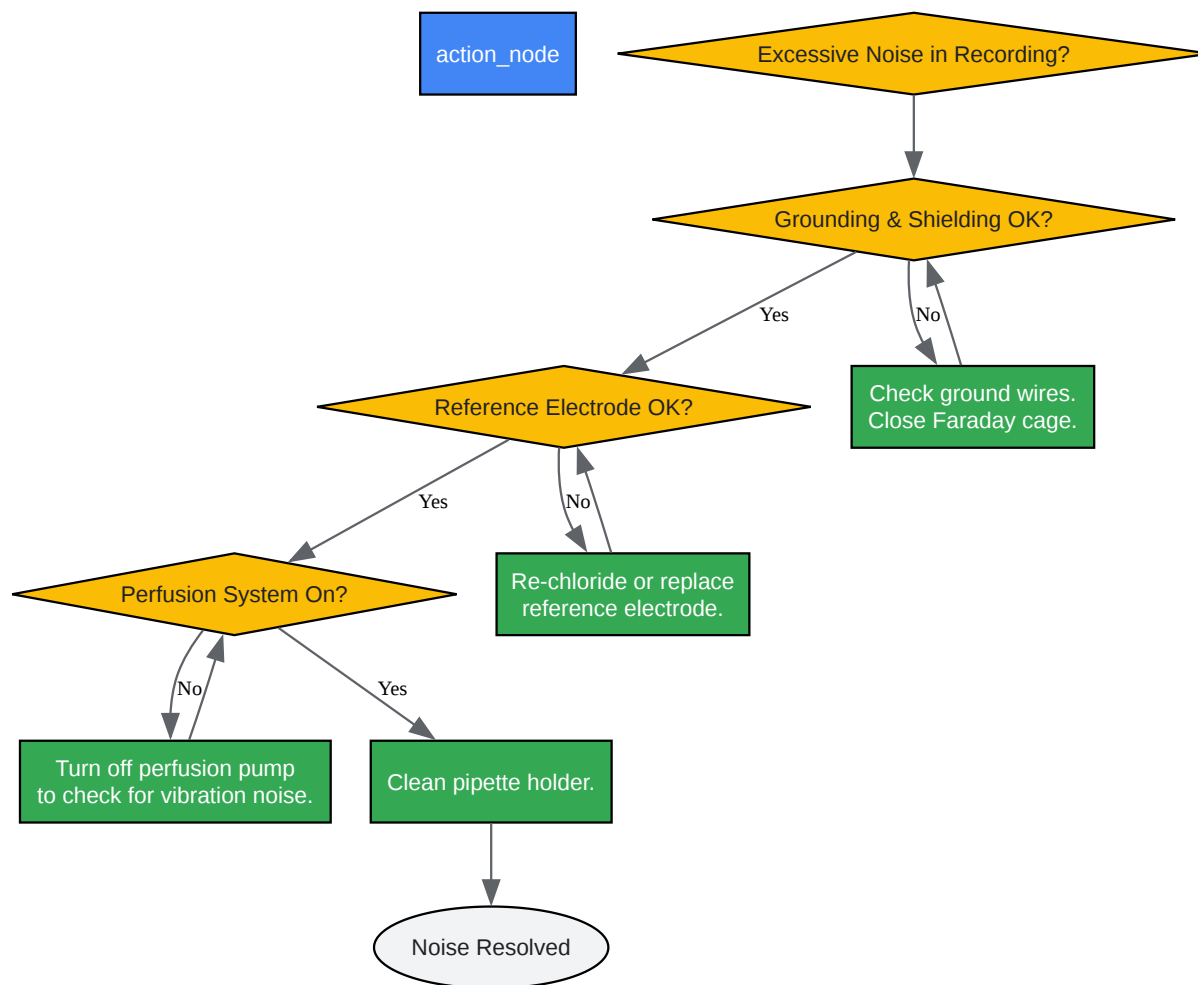 action_node
Excessive Noise in Recording?
Grounding & Shielding OK?
Yes
No
Check ground wires.
Close Faraday cage.
Reference Electrode OK?
Yes
No
Re-chloride or replace
reference electrode.
Perfusion System On?
No
Yes
Turn off perfusion pump
to check for vibration noise.
Clean pipette holder.
Noise Resolved